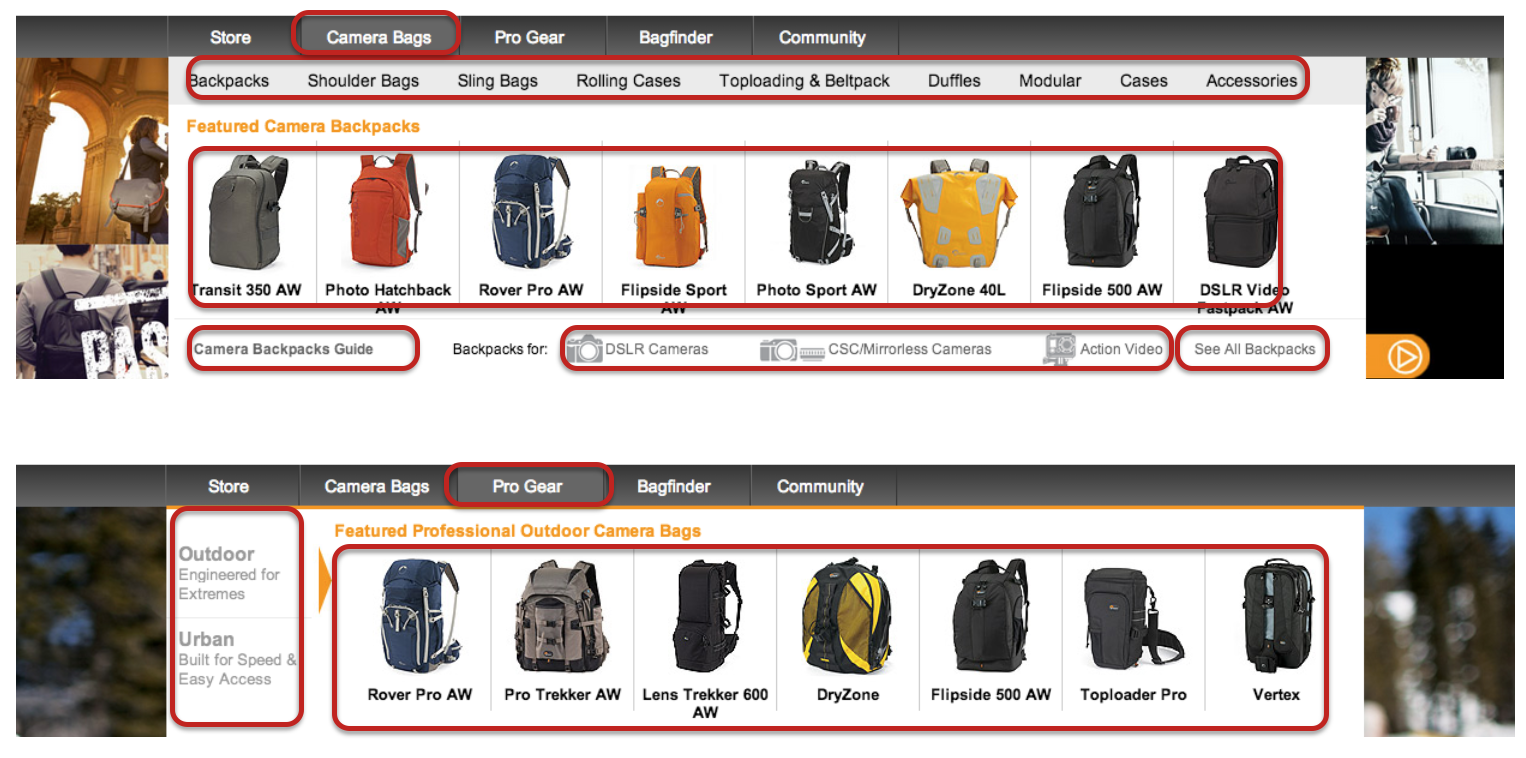 Store Camera Bags Pro Gear Bagfinder Community
Backpacks Shoulder Bags Sling Bags Rolling Cases Toploading & Beltpack Duffles Modular Cases Accessories
Featured Camera Backpacks
Transit 350 AW Photo Hatchback Rover Pro AW Flipside Sport Photo Sport AW DryZone 40L Flipside 500 AW DSLR Video
AW AW Fastpack AW
PAS
Camera Backpacks Guide Backpacks for: DSLR Cameras CSC/Mirrorless Cameras Action Video See All Backpacks
Store Camera Bags Pro Gear Bagfinder Community
Featured Professional Outdoor Camera Bags
Outdoor
Engineered for
Extremes
Urban
Built for Speed &
Easy Access
Rover Pro AW Pro Trekker AW Lens Trekker 600 DryZone Flipside 500 AW Toploader Pro Vertex
AW